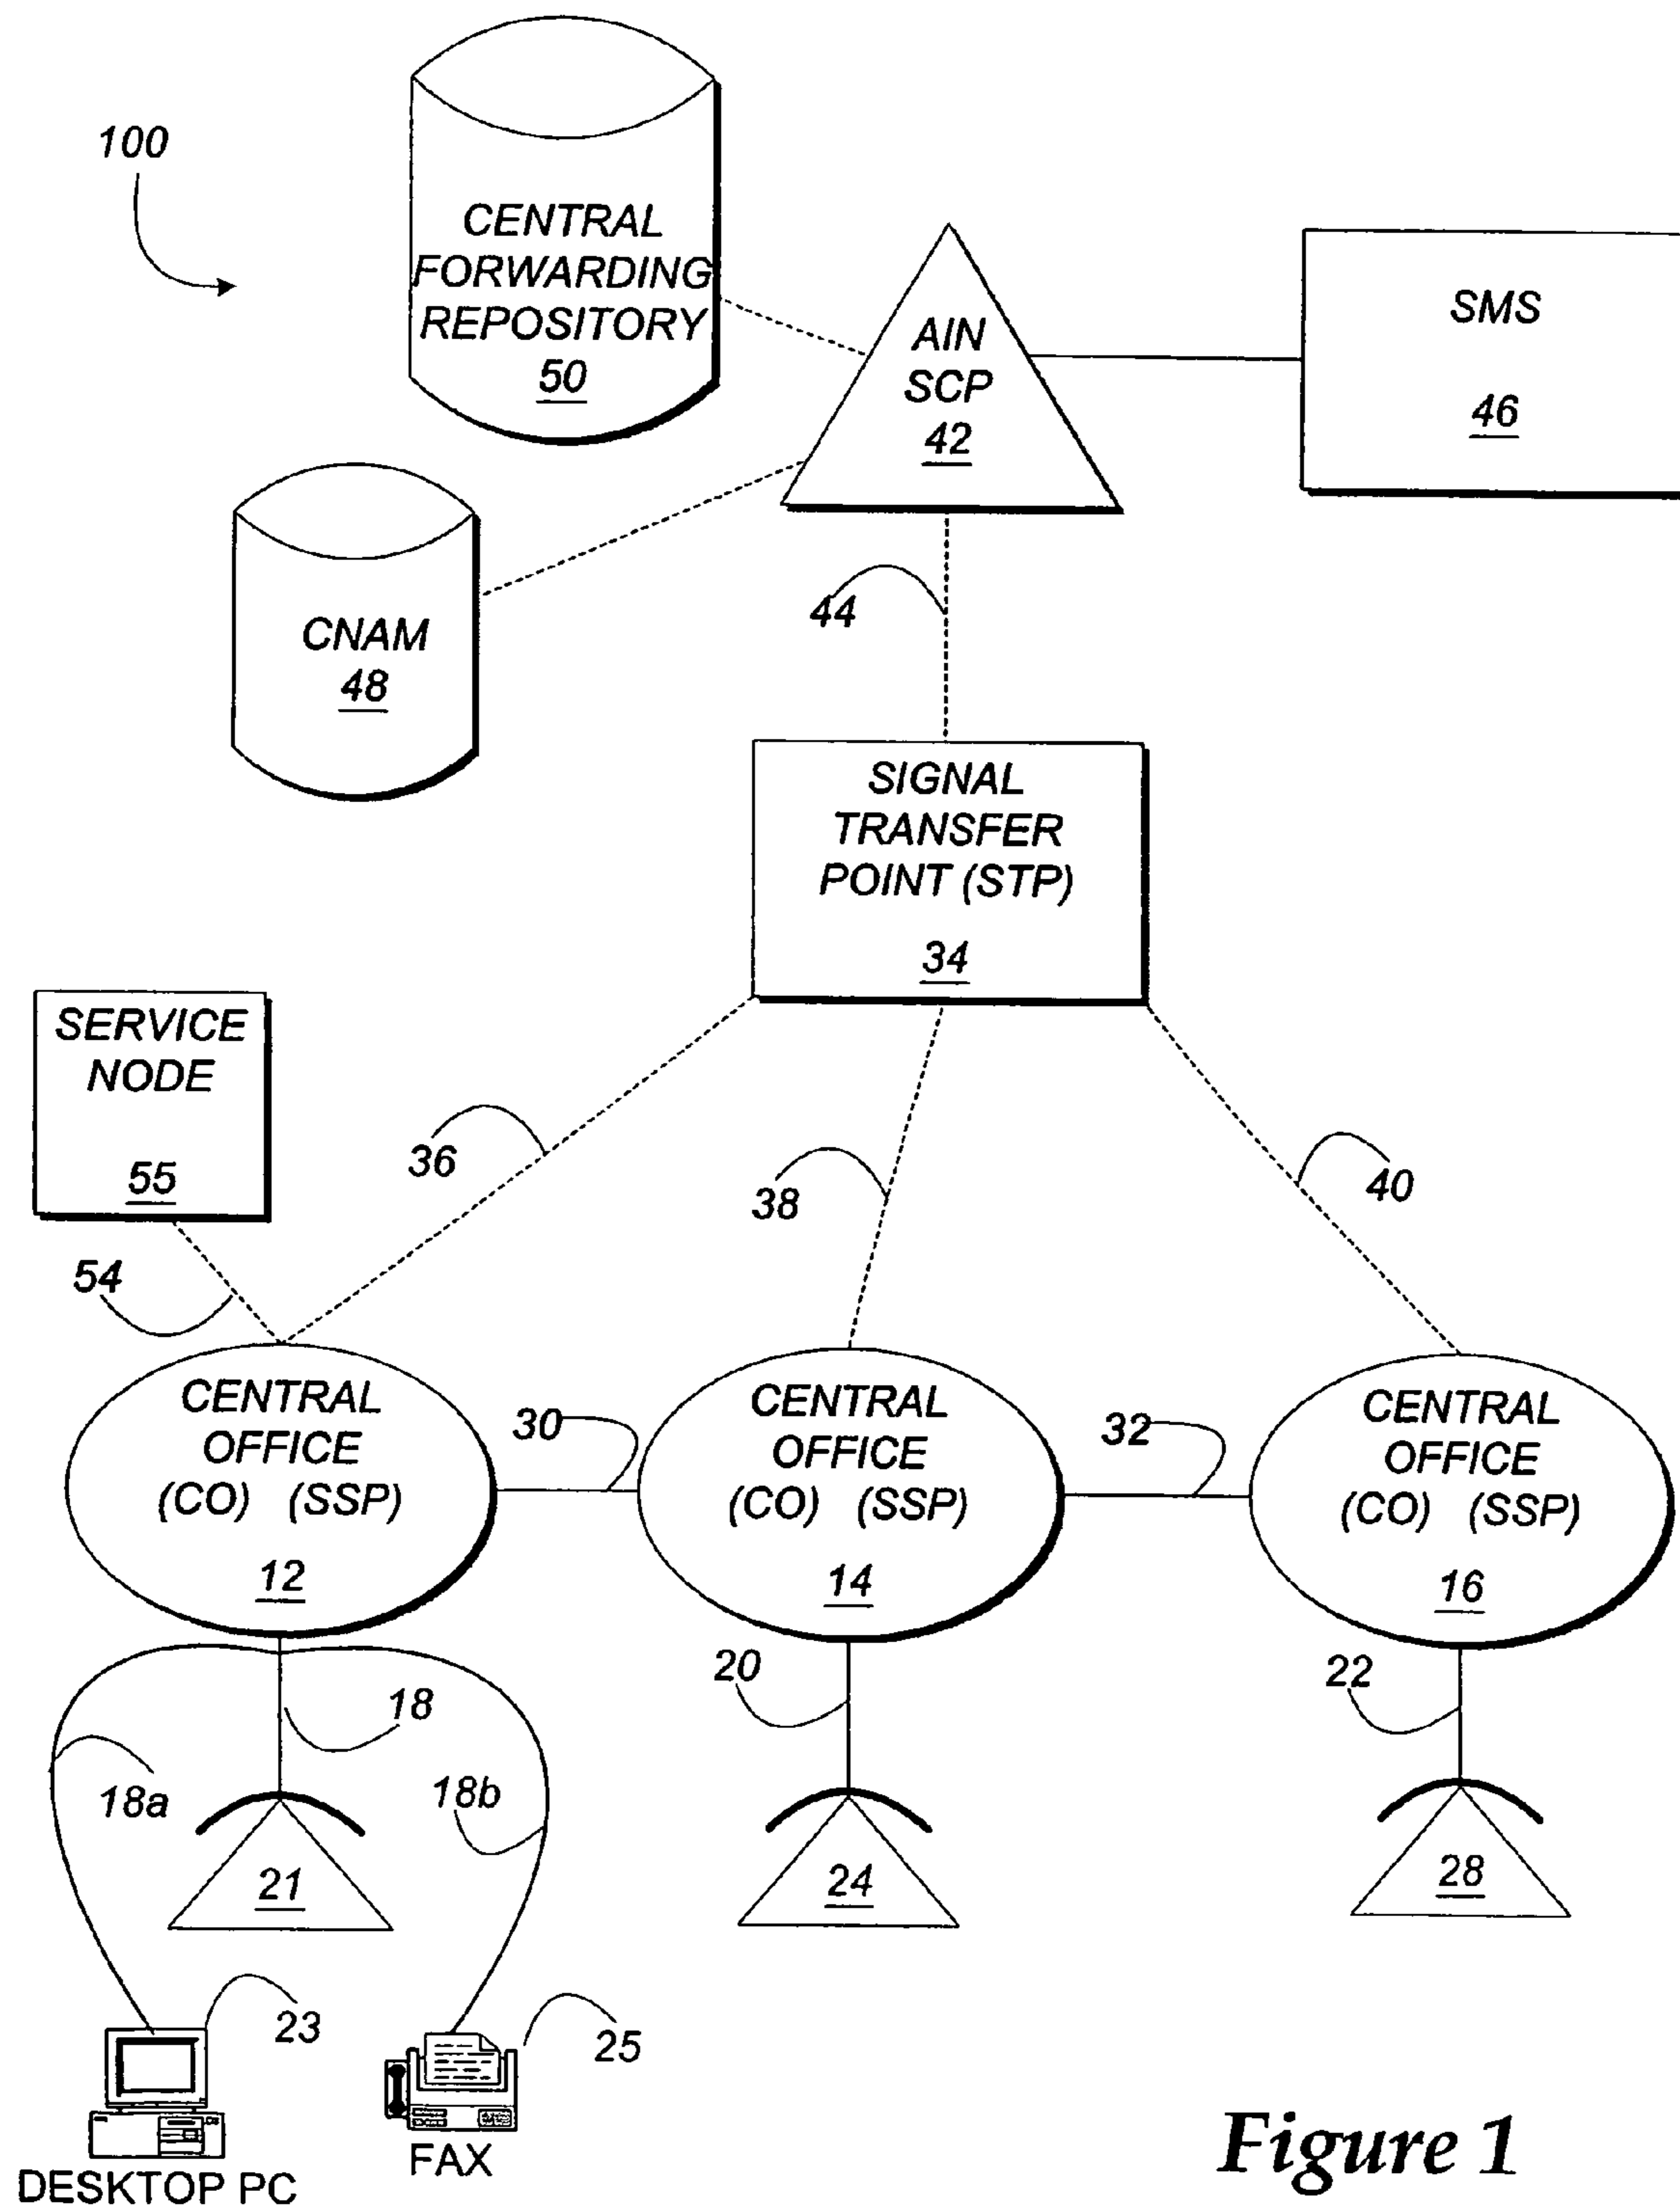 100
CENTRAL
FORWARDING
REPOSITORY
50
AIN
SCP
42
SMS
46
CNAM
48
44
SIGNAL
TRANSFER
POINT (STP)
34
SERVICE
NODE
55
36
38
40
54
CENTRAL
OFFICE
(CO) (SSP)
12
30
CENTRAL
OFFICE
(CO) (SSP)
14
32
CENTRAL
OFFICE
(CO) (SSP)
16
18
20
22
18a
18b
21
24
28
23
25
DESKTOP PC
FAX
Figure 1